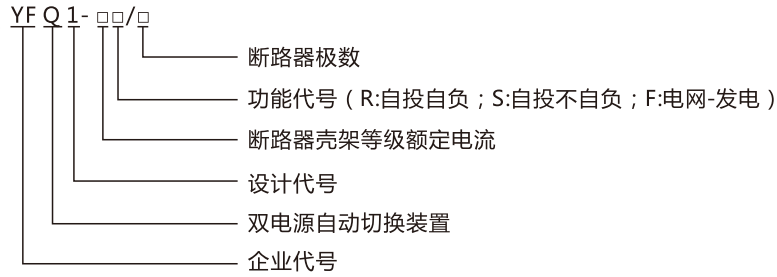 YFQ1-□□/□
断路器极数
功能代号（R:自投自负；S:自投不自负；F:电网-发电）
断路器壳架等级额定电流
设计代号
双电源自动切换装置
企业代号